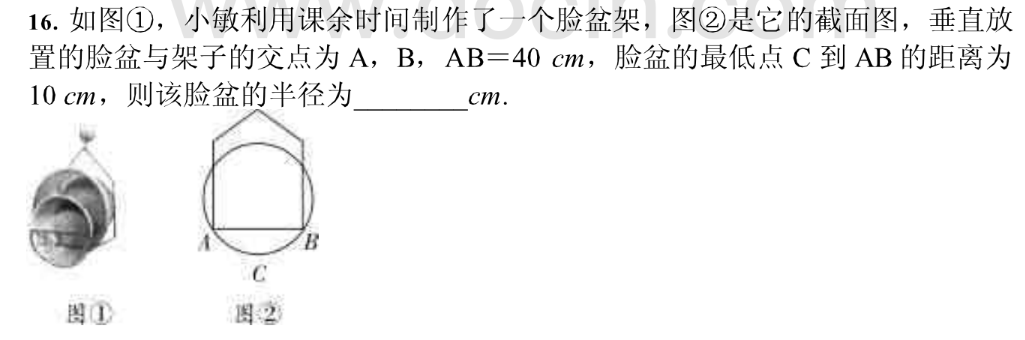 16. 如图①，小敏利用课余时间制作了一个脸盆架，图②是它的截面图，垂直放
置的脸盆与架子的交点为 A，B，AB＝40 cm，脸盆的最低点 C 到 AB 的距离为
10 cm，则该脸盆的半径为________cm.
A B
C
图① 图②